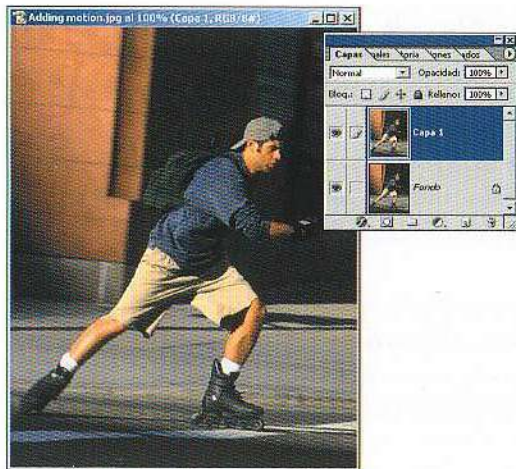 Adding motion.jpg al 100% (Capa 1, RGB/8#)
Capas
Normal Opacidad: 100%
Bloq.: Relleno: 100%
Capa 1
Fondo